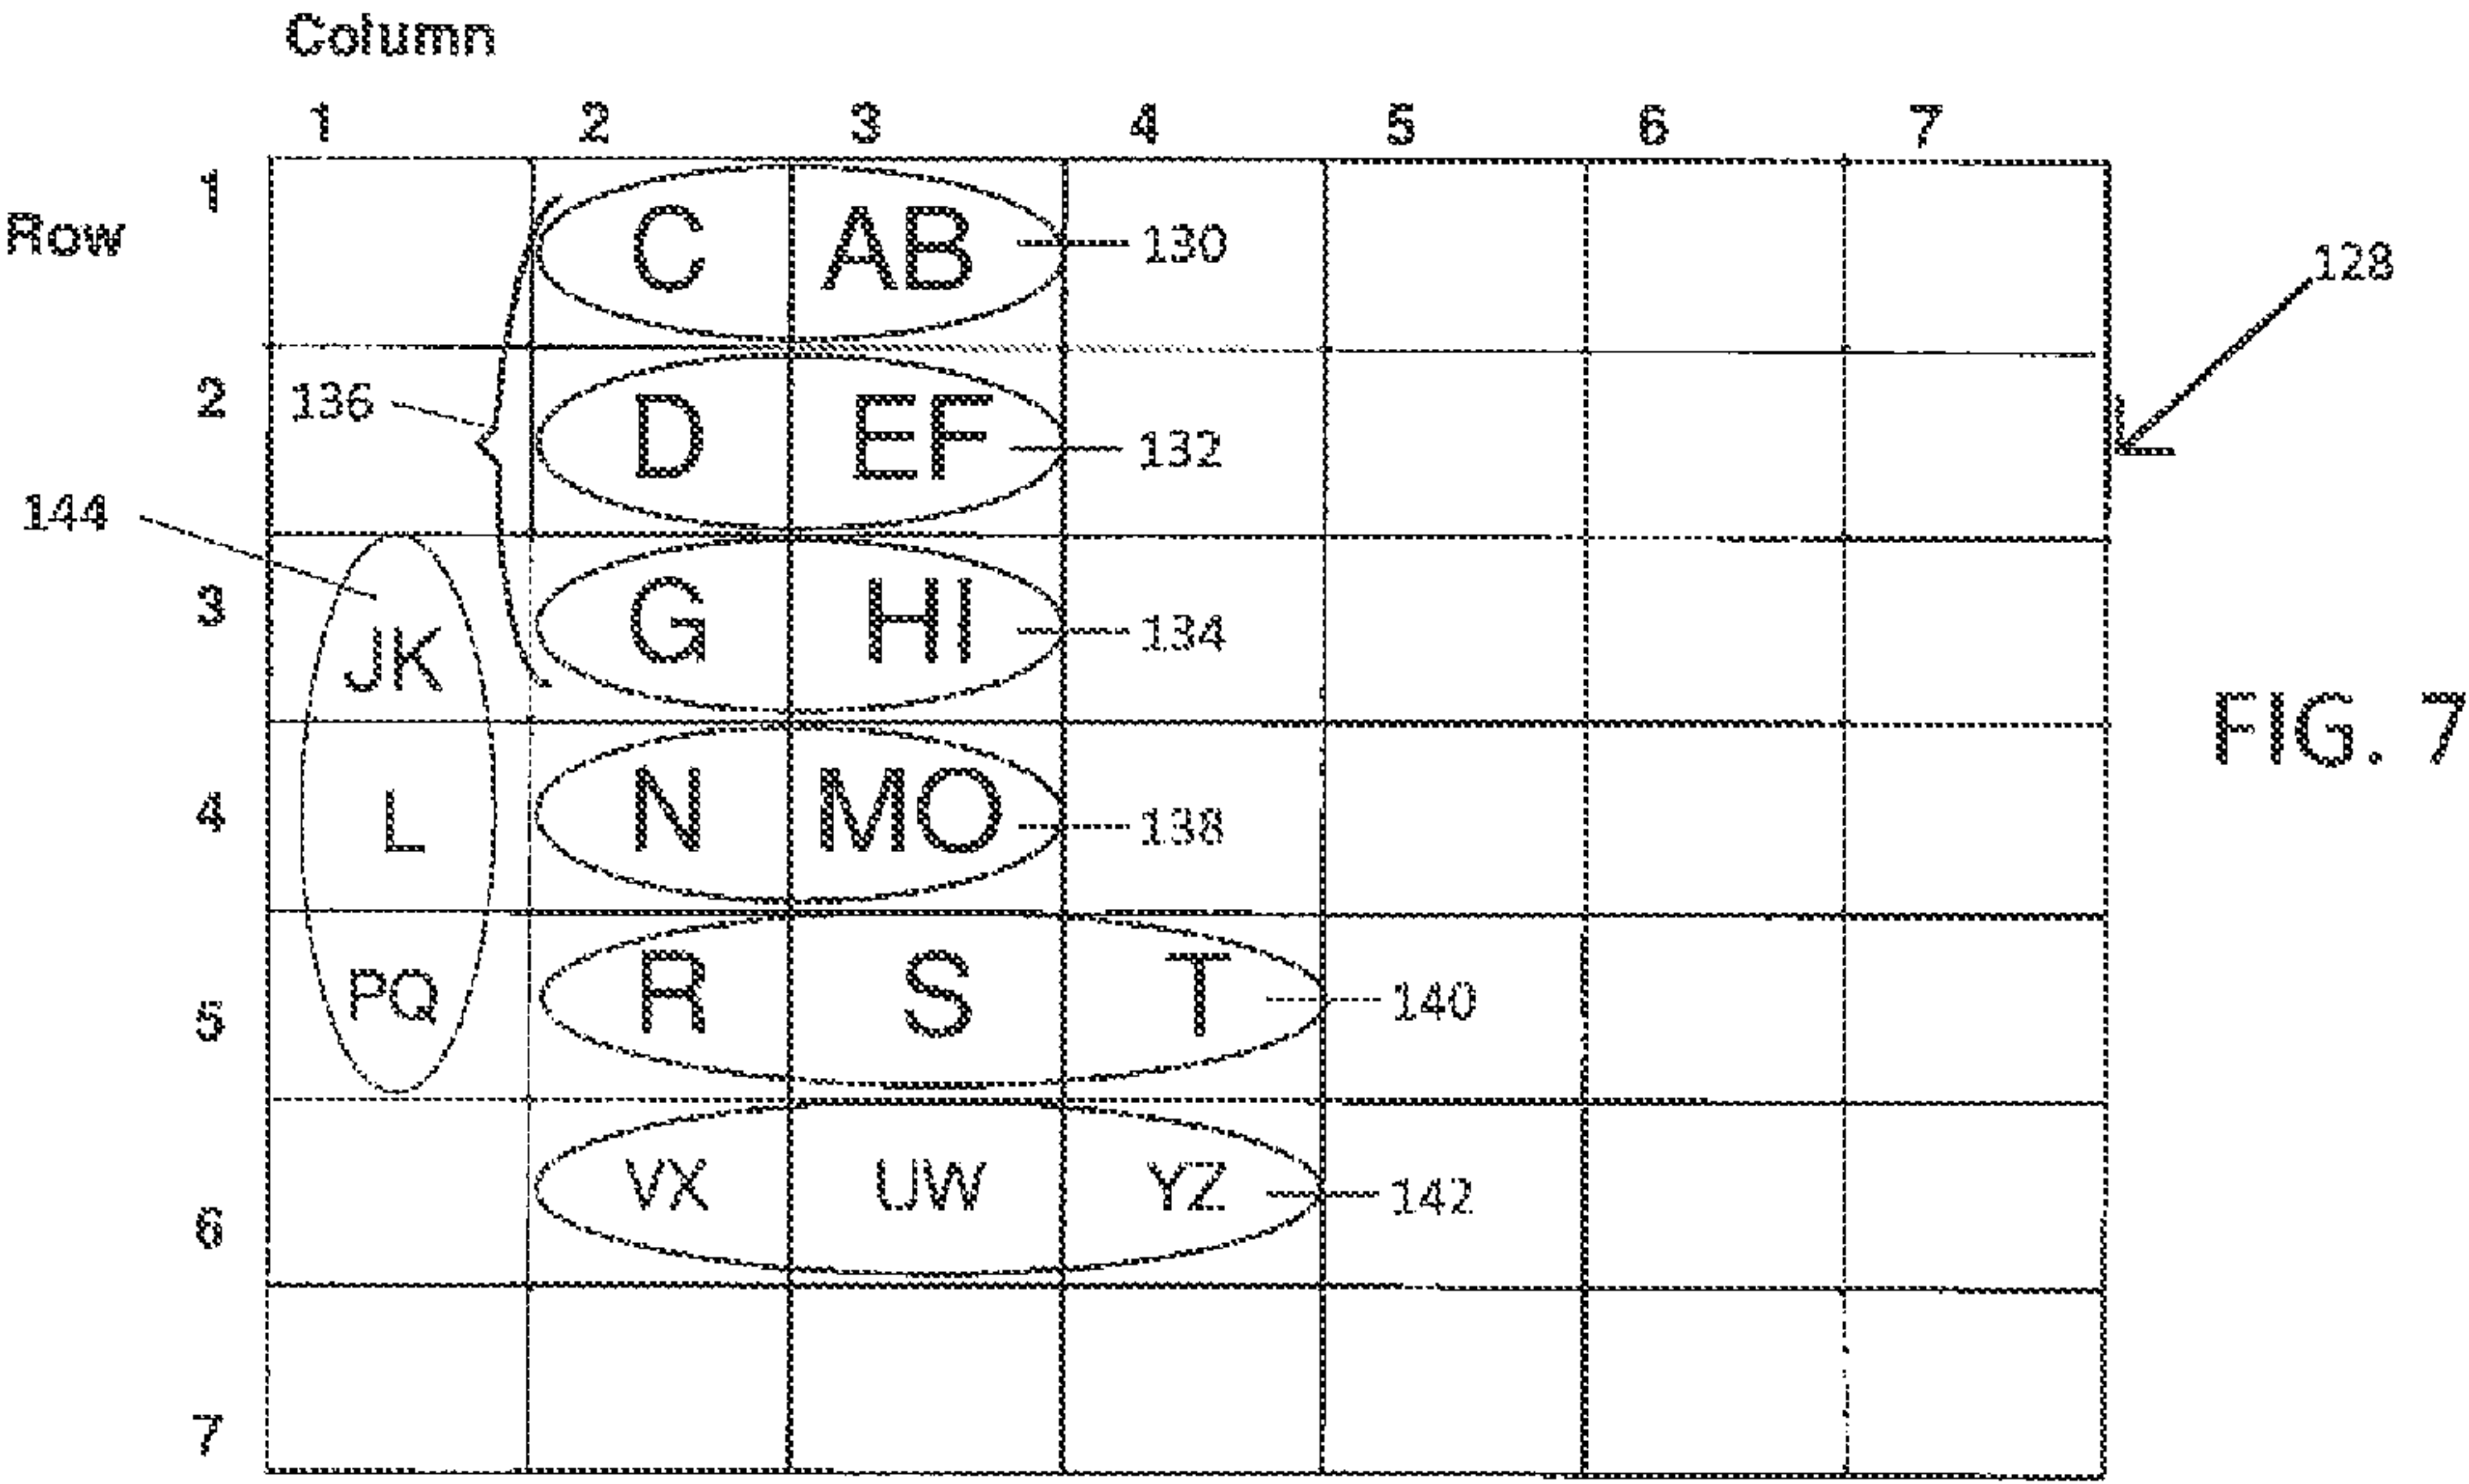 Column
1 2 3 4 5 6 7
Row 1 C AB 130
128
2 136 D EF 132
144
3 JK G HI 134
FIG. 7
4 L N MO 138
5 PQ R S T 140
6 VX UW YZ 142
7